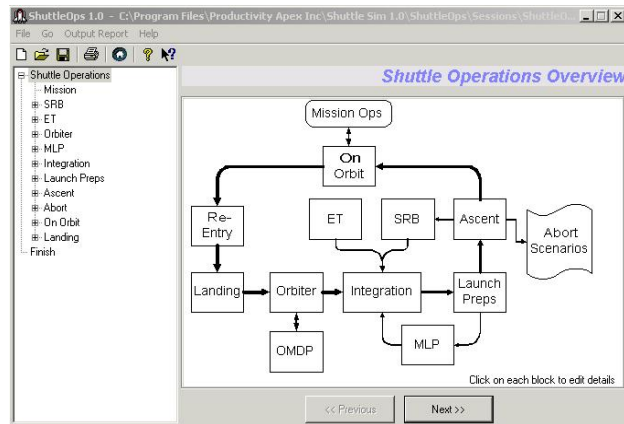 ShuttleOps 1.0 - C:\Program Files\Productivity Apex Inc\Shuttle Sim 1.0\ShuttleOps\Sessions\ShuttleO...
File Go Output Report Help
Shuttle Operations
Mission
SRB
ET
Orbiter
MLP
Integration
Launch Preps
Ascent
Abort
On Orbit
Landing
Finish
Shuttle Operations Overview
Mission Ops
On
Orbit
Re-
Entry
ET
SRB
Ascent
Abort
Scenarios
Landing
Orbiter
Integration
Launch
Preps
OMDP
MLP
Click on each block to edit details
<< Previous
Next >>